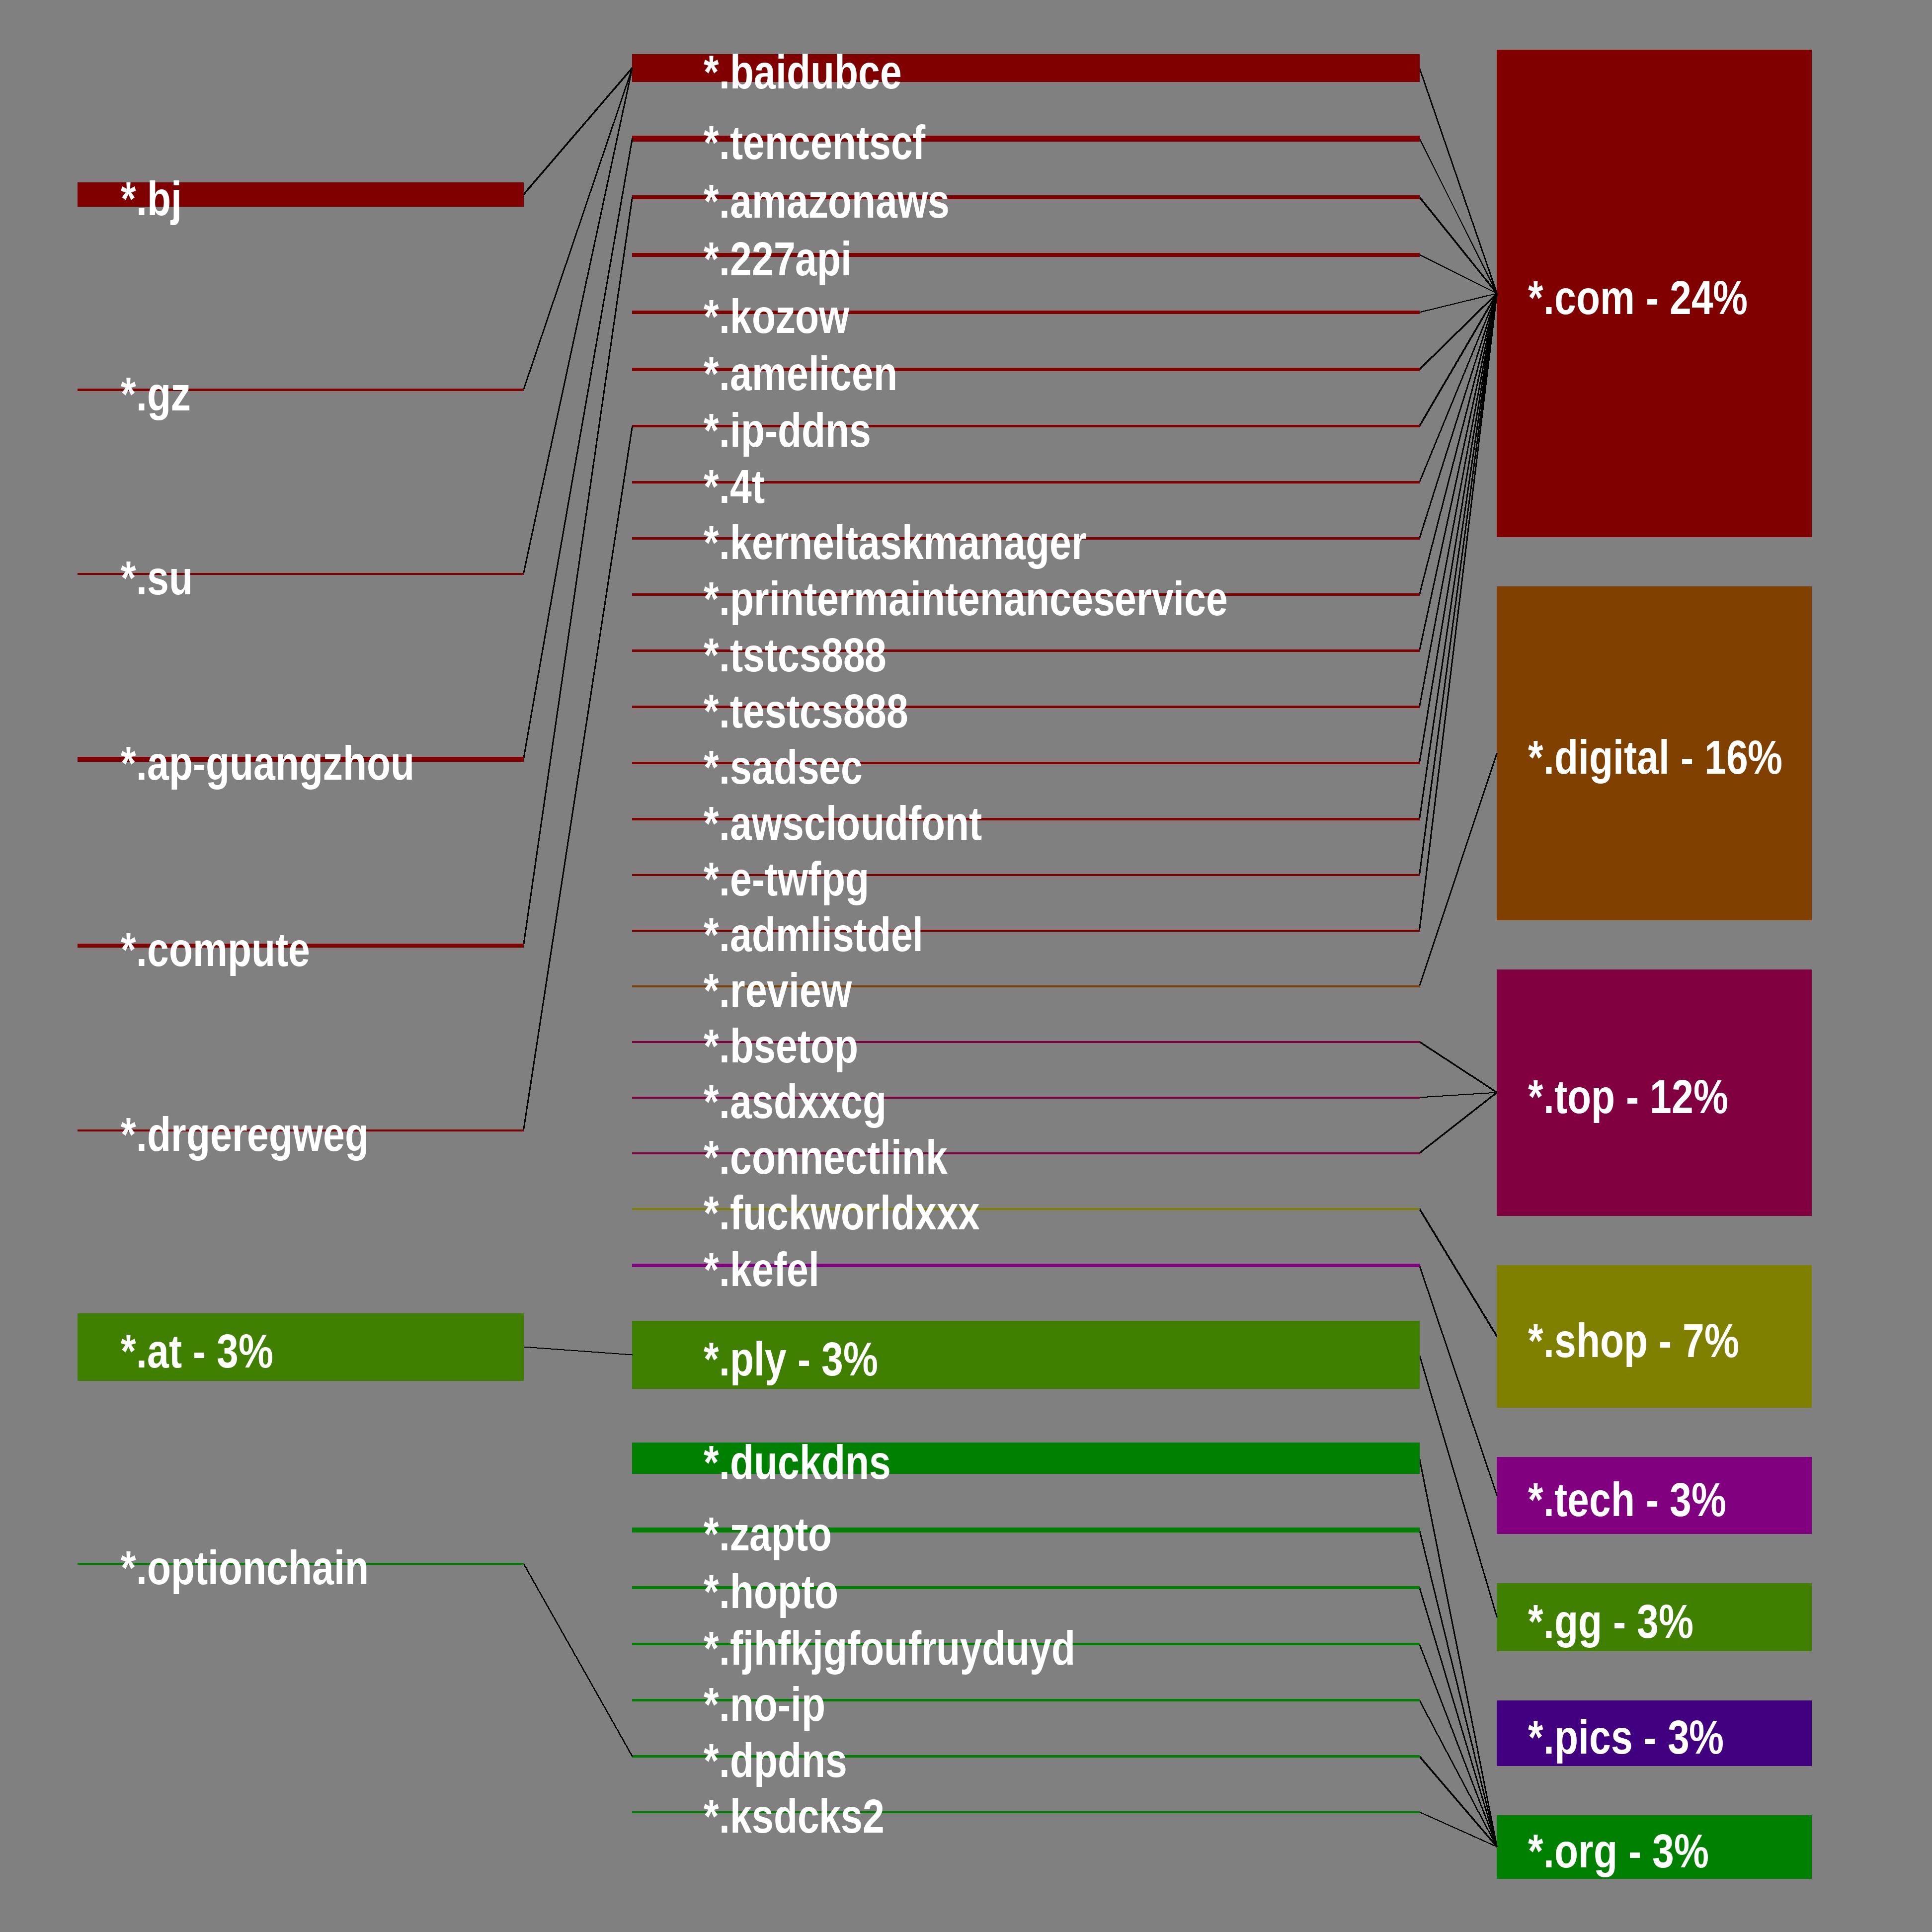 *.bj
*.gz
*.su
*.ap-guangzhou
*.compute
*.drgeregweg
*.at - 3%
*.optionchain
*.baidubce
*.tencentscf
*.amazonaws
*.227api
*.kozow
*.amelicen
*.ip-ddns
*.4t
*.kerneltaskmanager
*.printermaintenanceservice
*.tstcs888
*.testcs888
*.sadsec
*.awscloudfont
*.e-twfpg
*.admlistdel
*.review
*.bsetop
*.asdxxcg
*.connectlink
*.fuckworldxxx
*.kefel
*.ply - 3%
*.duckdns
*.zapto
*.hopto
*.fjhfkjgfoufruyduyd
*.no-ip
*.dpdns
*.ksdcks2
*.com - 24%
*.digital - 16%
*.top - 12%
*.shop - 7%
*.tech - 3%
*.gg - 3%
*.pics - 3%
*.org - 3%